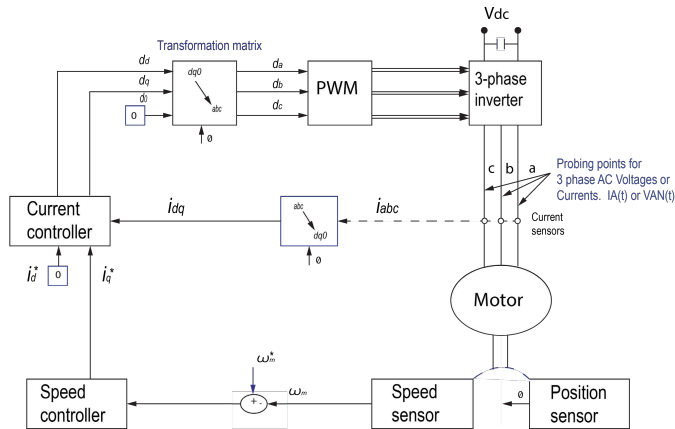 Vdc
Transformation matrix
dd
dq
d0
0
dq0
abc
ø
da
db
dc
PWM
3-phase
inverter
c
b
a
Probing points for
3 phase AC Voltages or
Currents. IA(t) or VAN(t)
Current
sensors
Current
controller
idq
abc
dq0
ø
iabc
id*
0
iq*
Motor
ωm*
ωm
+
-
Speed
controller
Speed
sensor
ø
Position
sensor